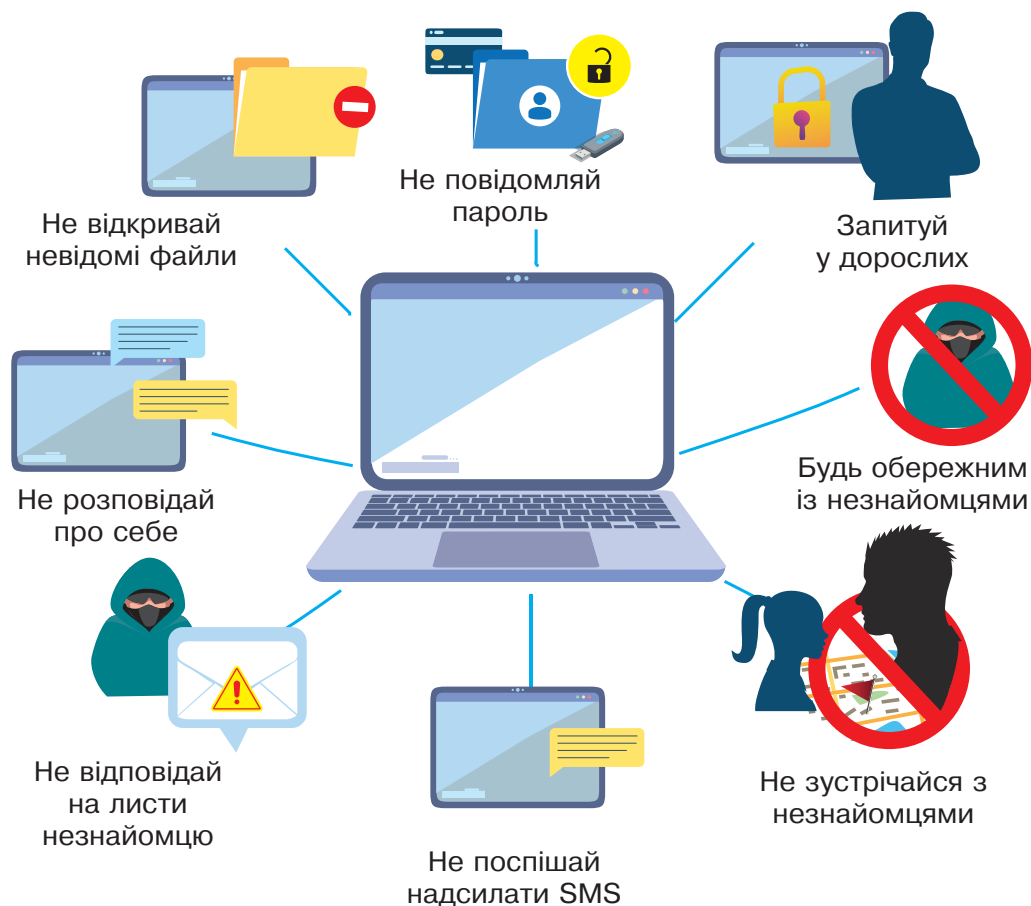 Не відкривай
невідомі файли
Не повідомляй
пароль
Запитуй
у дорослих
Не розповідай
про себе
Будь обережним
із незнайомцями
Не відповідай
на листи
незнайомцю
Не поспішай
надсилати SMS
Не зустрічайся з
незнайомцями